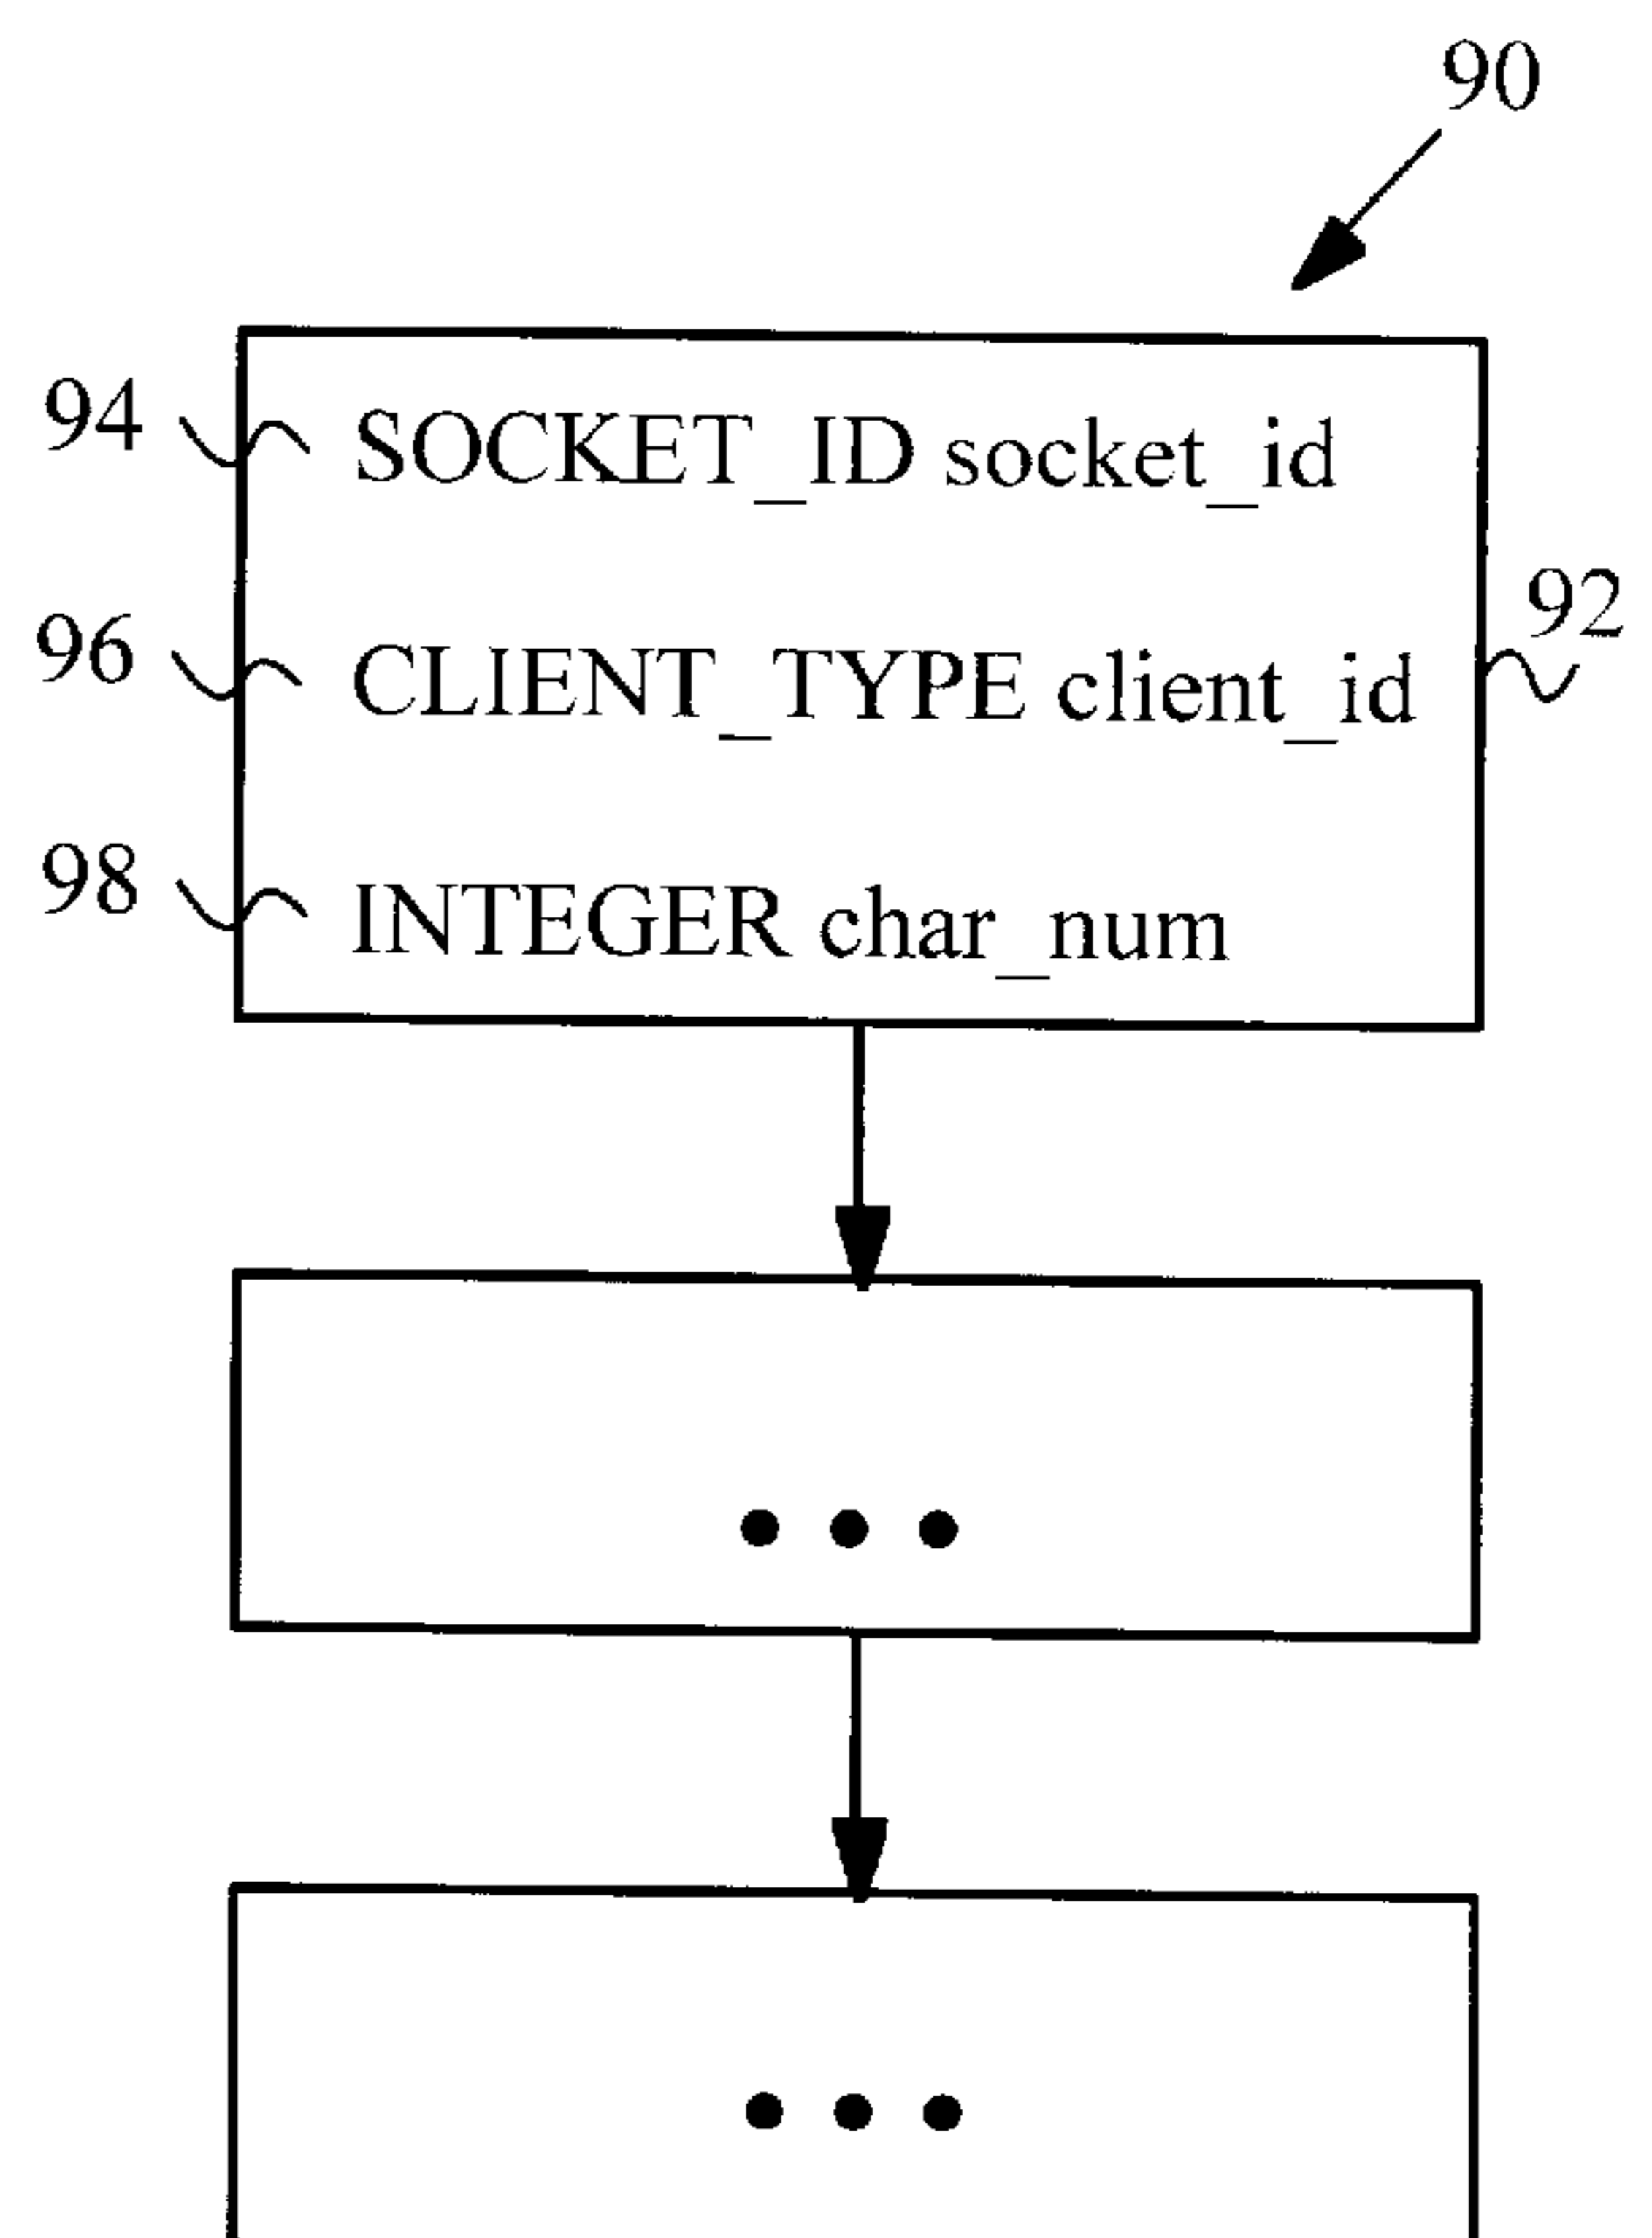 90
94 SOCKET_ID socket_id
92
96 CLIENT_TYPE client_id
98 INTEGER char_num